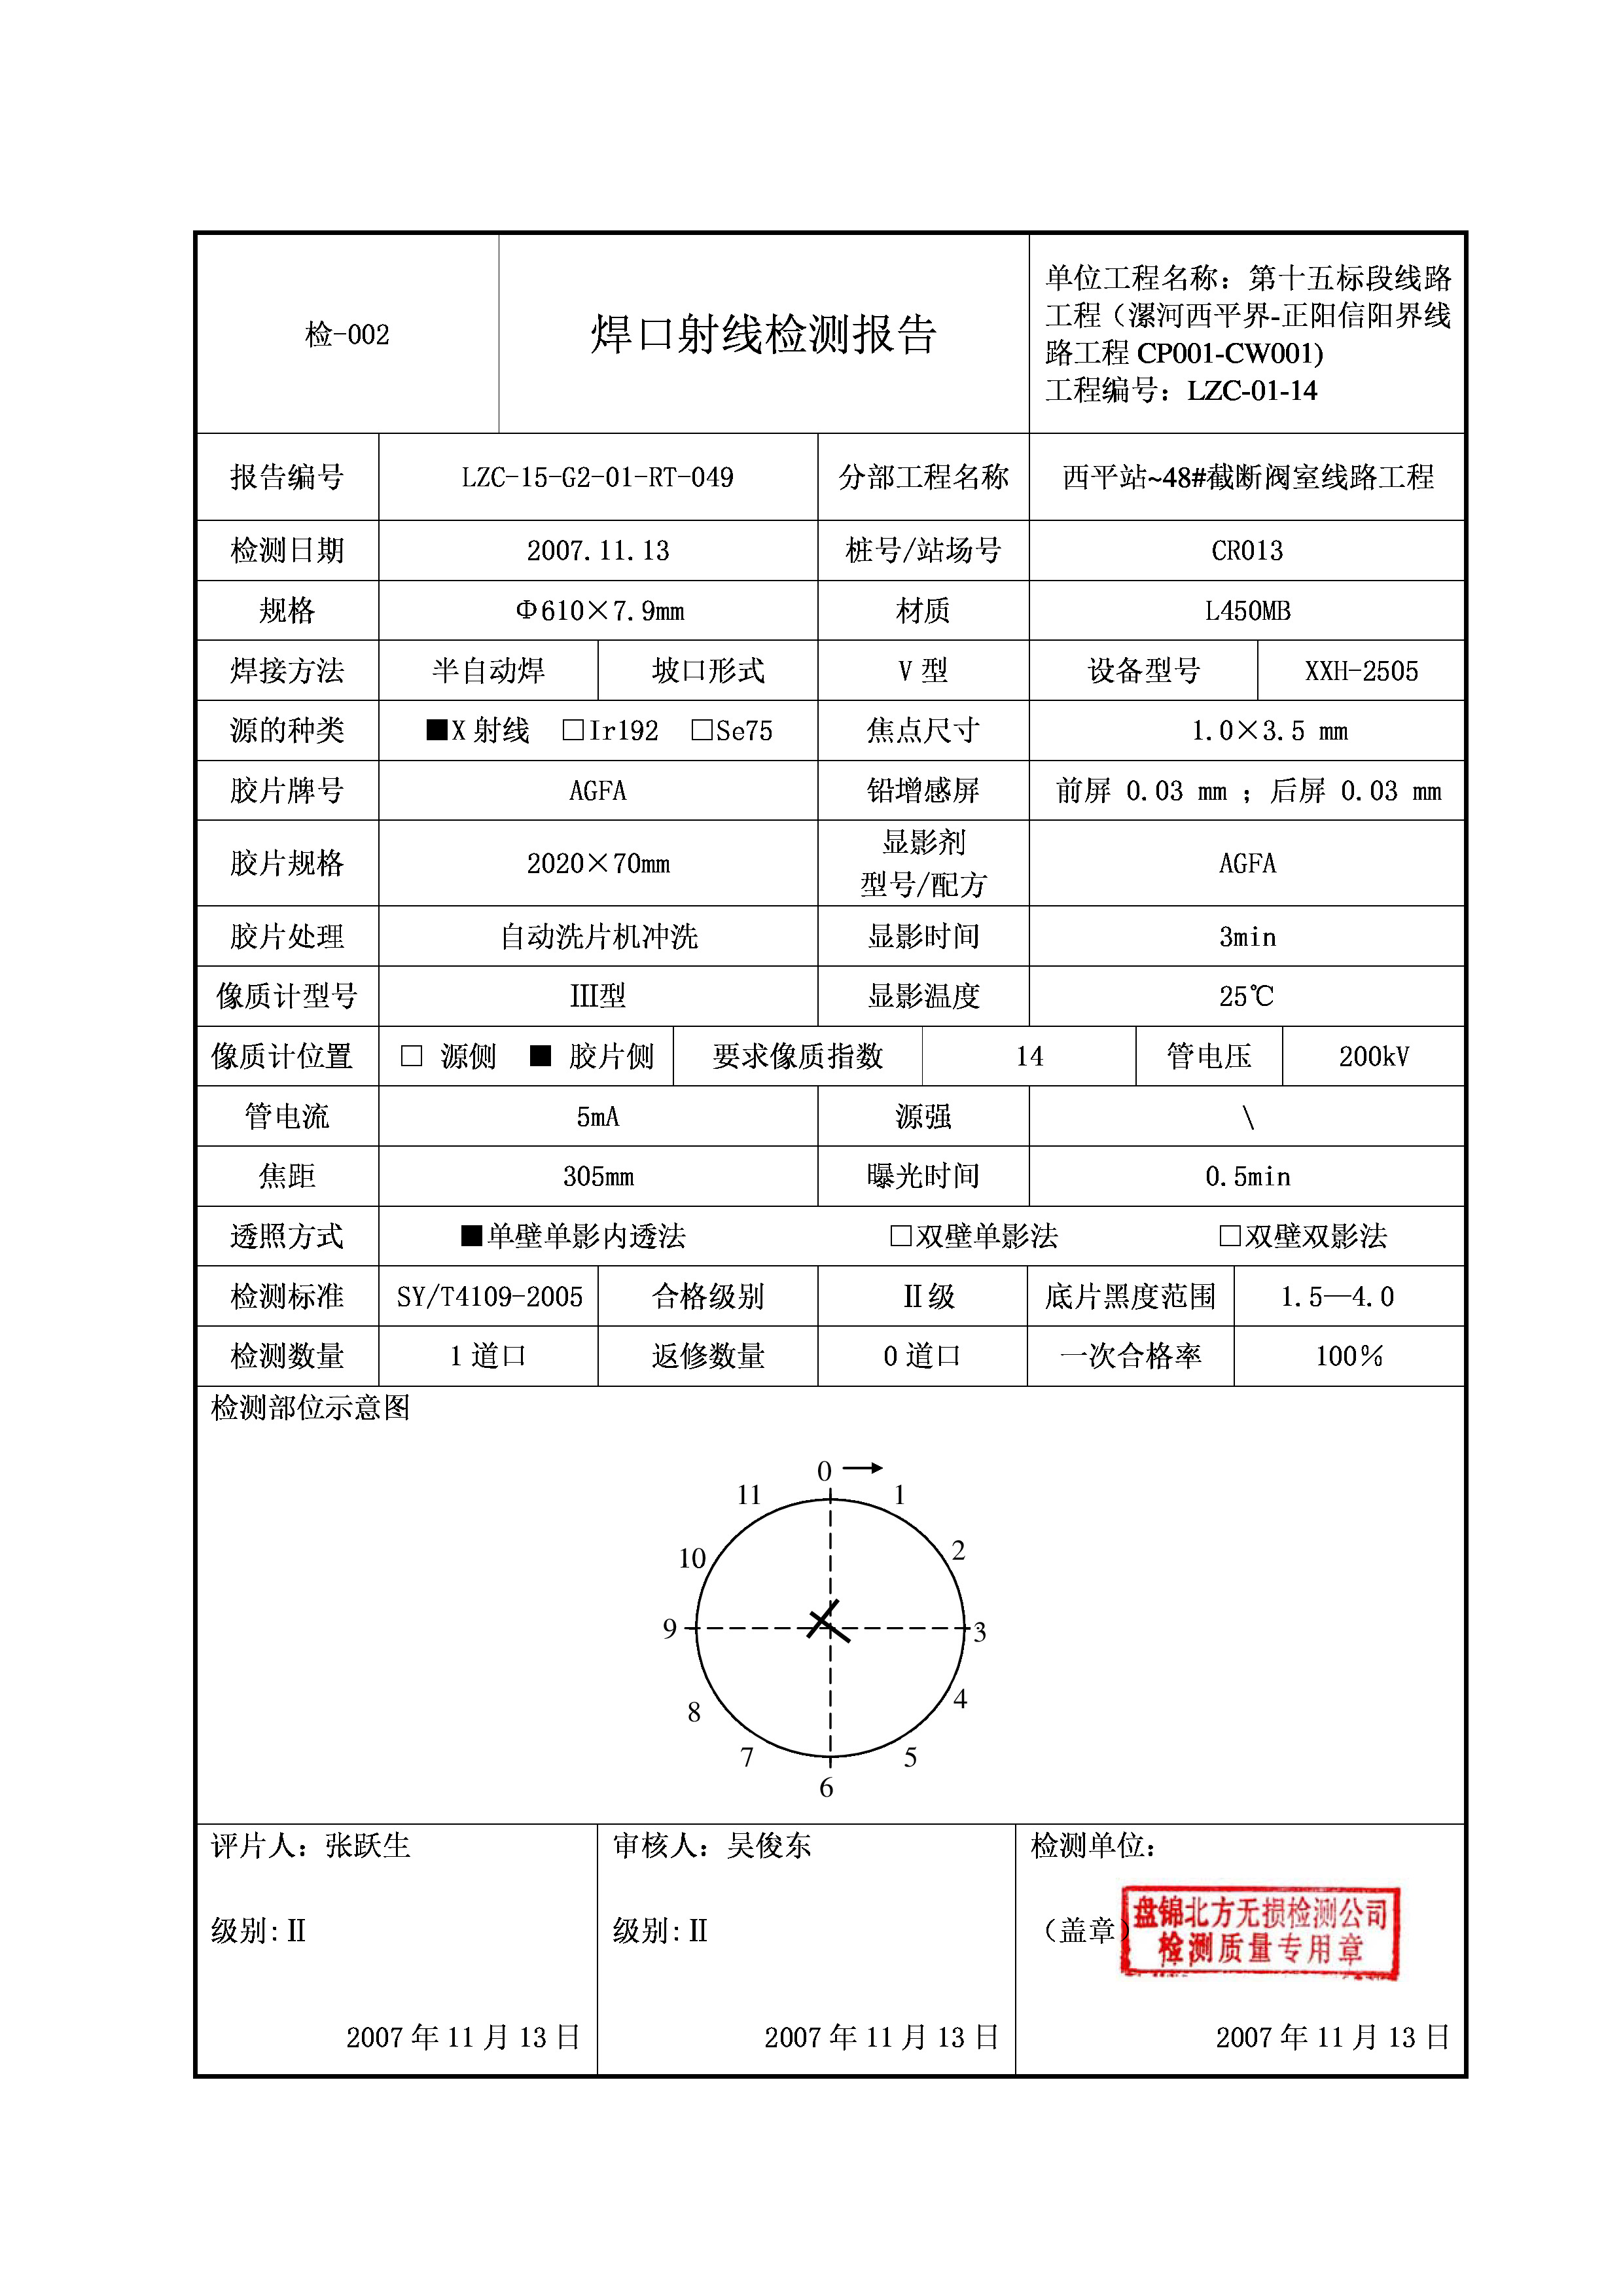 检-002
焊口射线检测报告
单位工程名称：第十五标段线路
工程（漯河西平界-正阳信阳界线
路工程 CP001-CW001)
工程编号：LZC-01-14
报告编号 LZC-15-G2-01-RT-049 分部工程名称 西平站~48#截断阀室线路工程
检测日期 2007.11.13 桩号/站场号 CR013
规格 Φ610×7.9mm 材质 L450MB
焊接方法 半自动焊 坡口形式 V 型 设备型号 XXH-2505
源的种类 ■X 射线 □Ir192 □Se75 焦点尺寸 1.0×3.5 mm
胶片牌号 AGFA 铅增感屏 前屏 0.03 mm ；后屏 0.03 mm
胶片规格 2020×70mm 显影剂
型号/配方 AGFA
胶片处理 自动洗片机冲洗 显影时间 3min
像质计型号 III型 显影温度 25℃
像质计位置 □ 源侧 ■ 胶片侧 要求像质指数 14 管电压 200kV
管电流 5mA 源强 \
焦距 305mm 曝光时间 0.5min
透照方式 ■单壁单影内透法 □双壁单影法 □双壁双影法
检测标准 SY/T4109-2005 合格级别 II级 底片黑度范围 1.5—4.0
检测数量 1 道口 返修数量 0 道口 一次合格率 100%
检测部位示意图
0
11 1
10 2
9 3
8 4
7 5
6
评片人：张跃生 审核人：吴俊东 检测单位：
级别: II 级别: II （盖章）
盘锦北方无损检测公司
检测质量专用章
2007 年 11 月 13 日 2007 年 11 月 13 日 2007 年 11 月 13 日